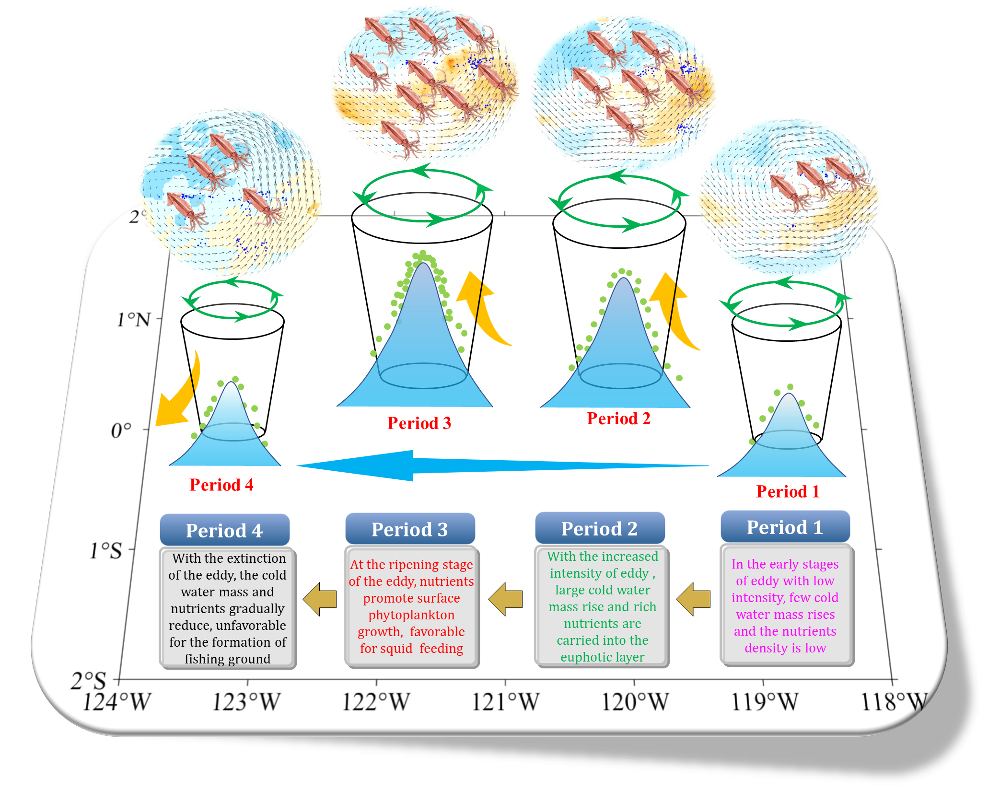 2°
1°N
0°
1°S
2°S
124°W
123°W
122°W
121°W
120°W
119°W
118°W
Period 4
Period 3
Period 2
Period 1
Period 4
With the extinction
of the eddy, the cold
water mass and
nutrients gradually
reduce, unfavorable
for the formation of
fishing ground
Period 3
At the ripening stage
of the eddy, nutrients
promote surface
phytoplankton
growth, favorable
for squid feeding
Period 2
With the increased
intensity of eddy ,
large cold water
mass rise and rich
nutrients are
carried into the
euphotic layer
Period 1
In the early stages
of eddy with low
intensity, few cold
water mass rises
and the nutrients
density is low